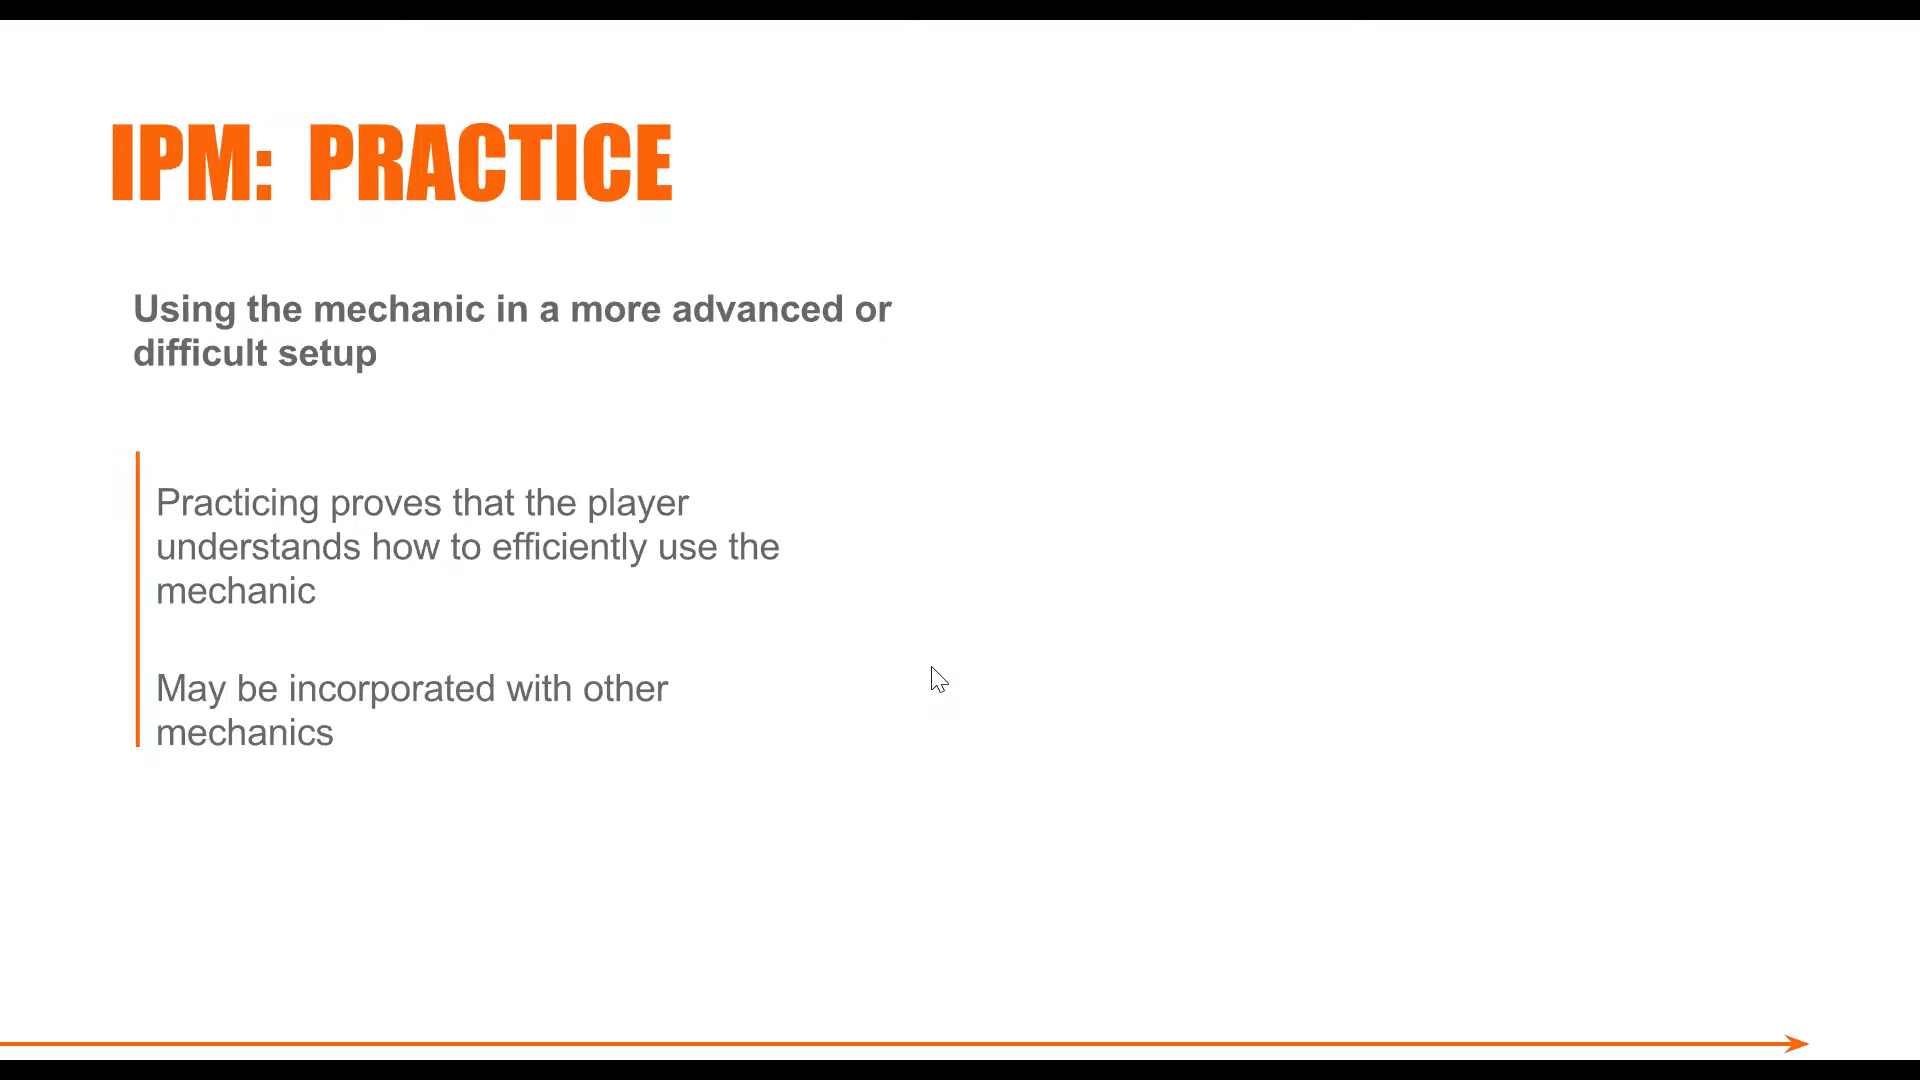 IPM: PRACTICE
Using the mechanic in a more advanced or
difficult setup
Practicing proves that the player
understands how to efficiently use the
mechanic
May be incorporated with other
mechanics